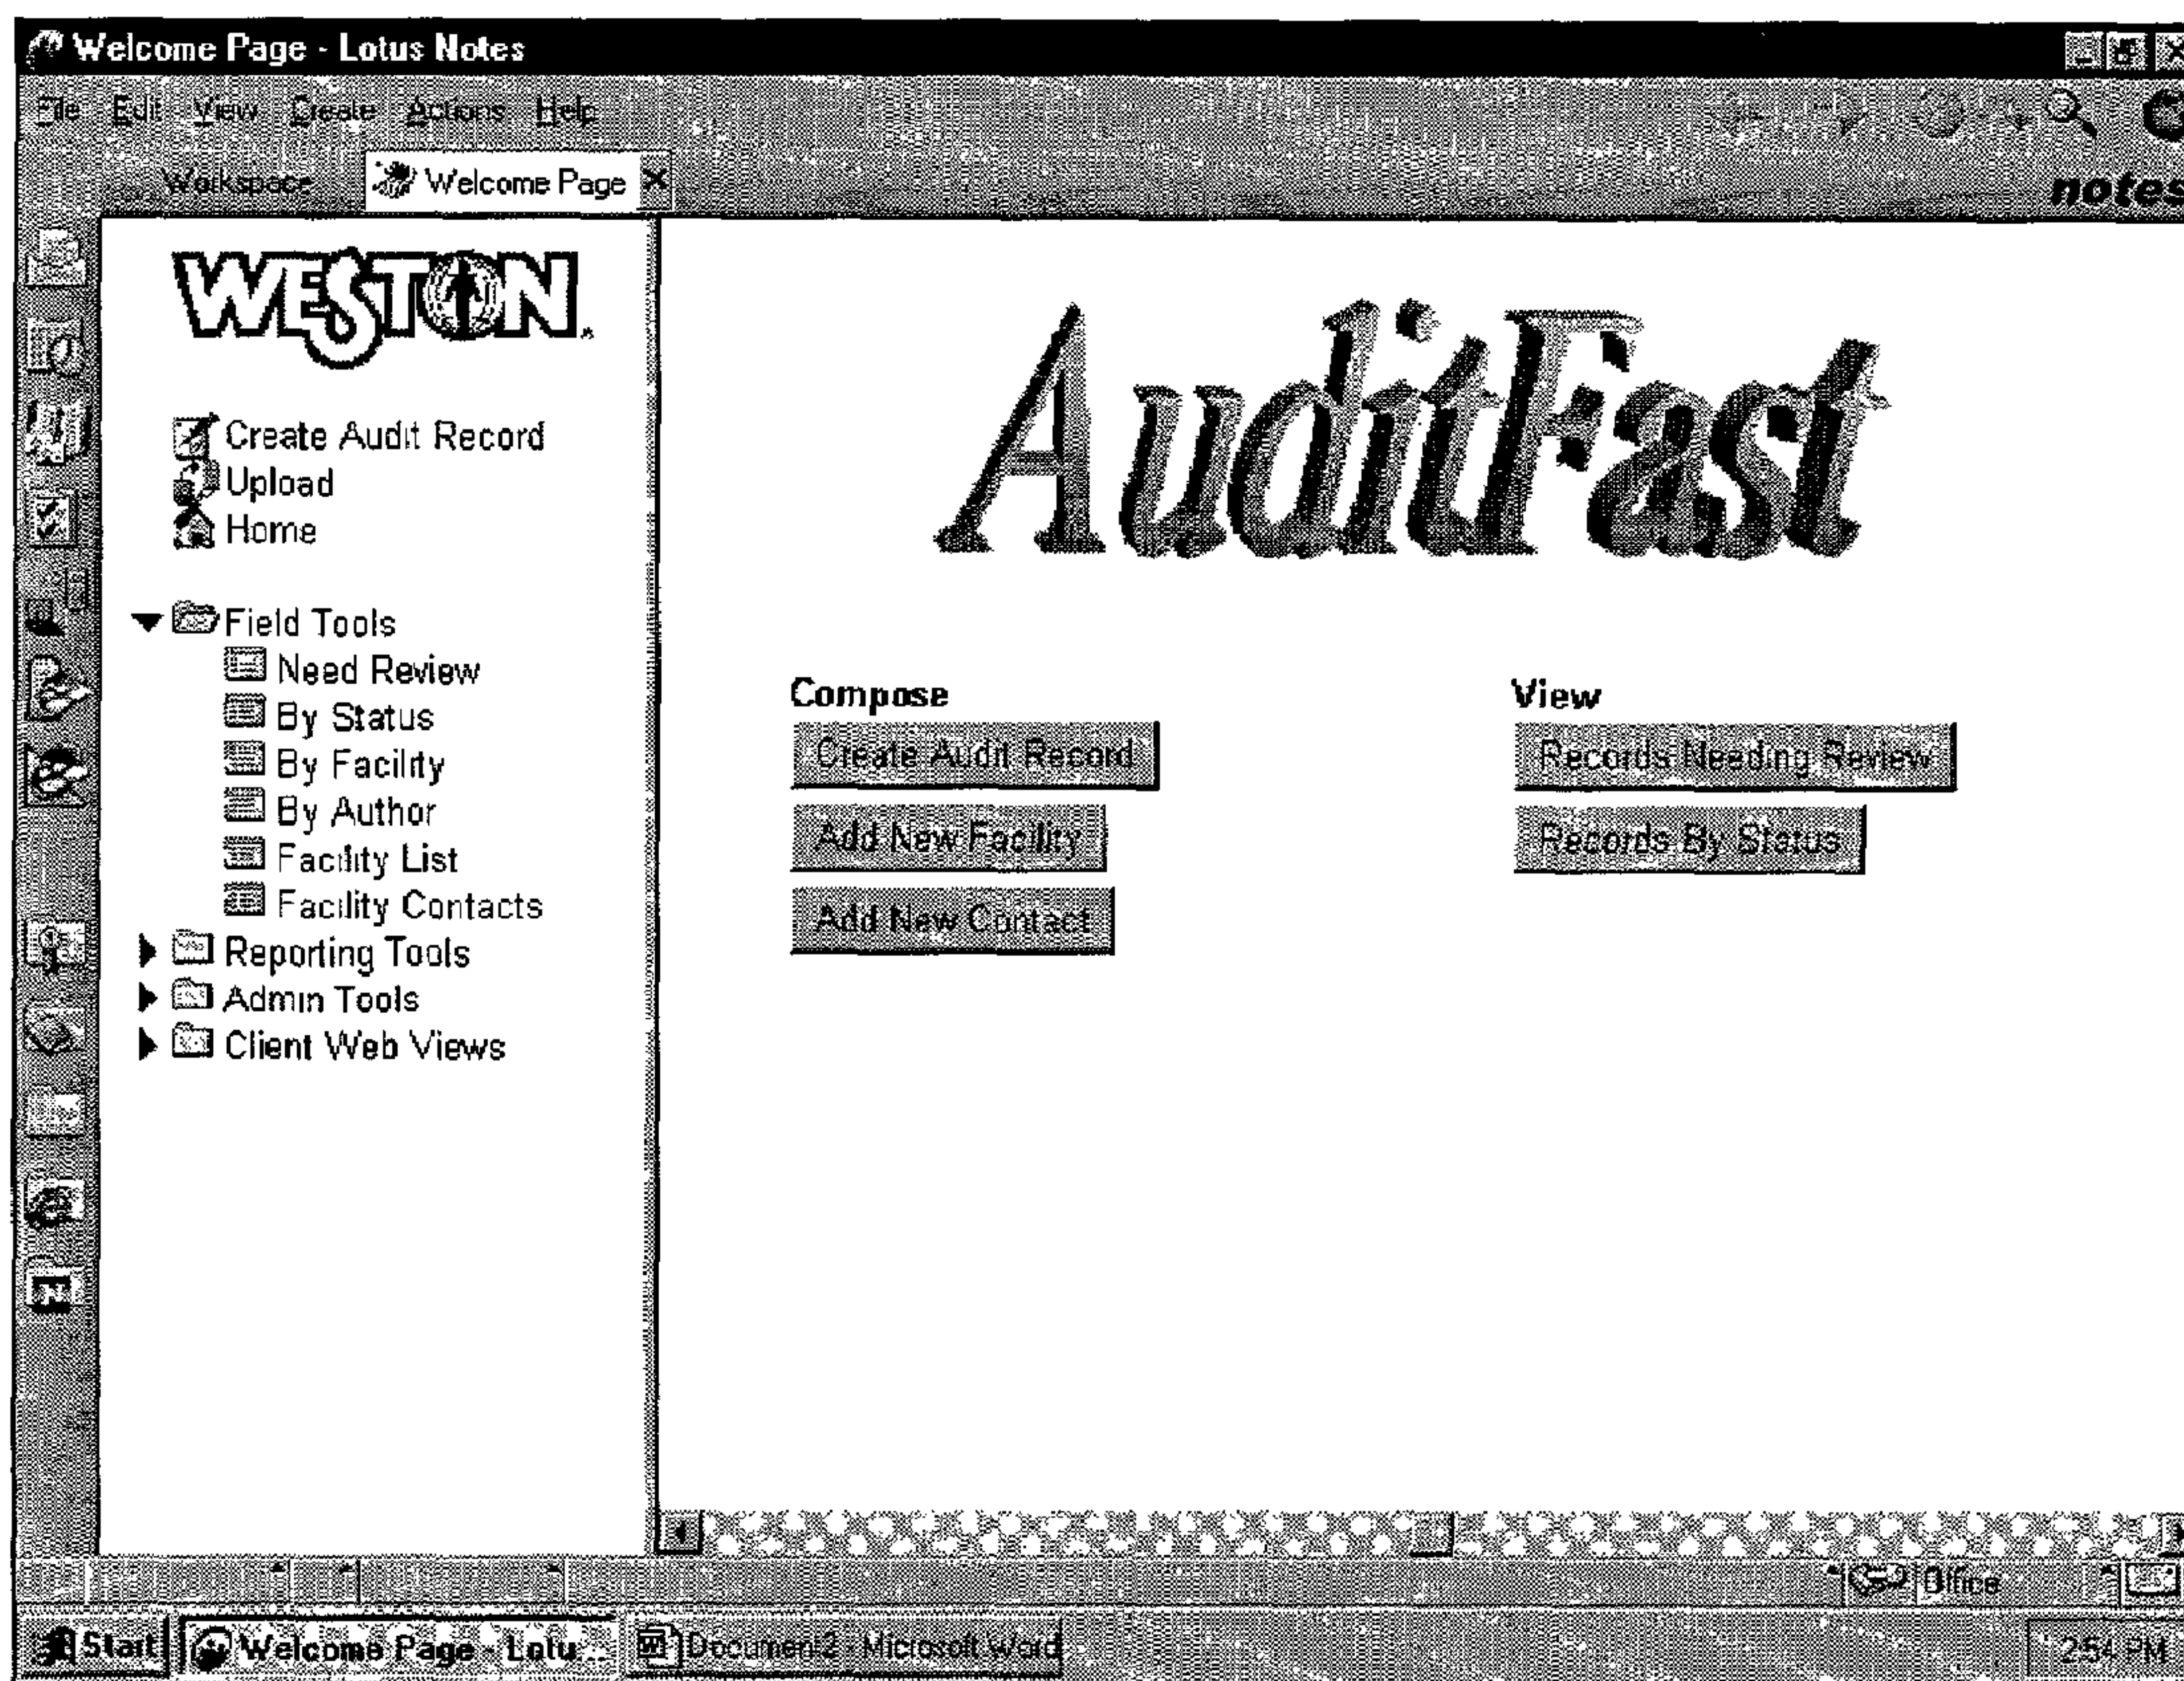 Welcome Page - Lotus Notes
File Edit View Create Actions Help
Workspace Welcome Page
notes
WESTON
Create Audit Record
Upload
Home
Field Tools
Need Review
By Status
By Facility
By Author
Facility List
Facility Contacts
Reporting Tools
Admin Tools
Client Web Views
AuditFast
Compose
Create Audit Record
Add New Facility
Add New Contact
View
Records Needing Review
Records By Status
Office
Start Welcome Page - Lotu... Document2 - Microsoft Word 2:54 PM